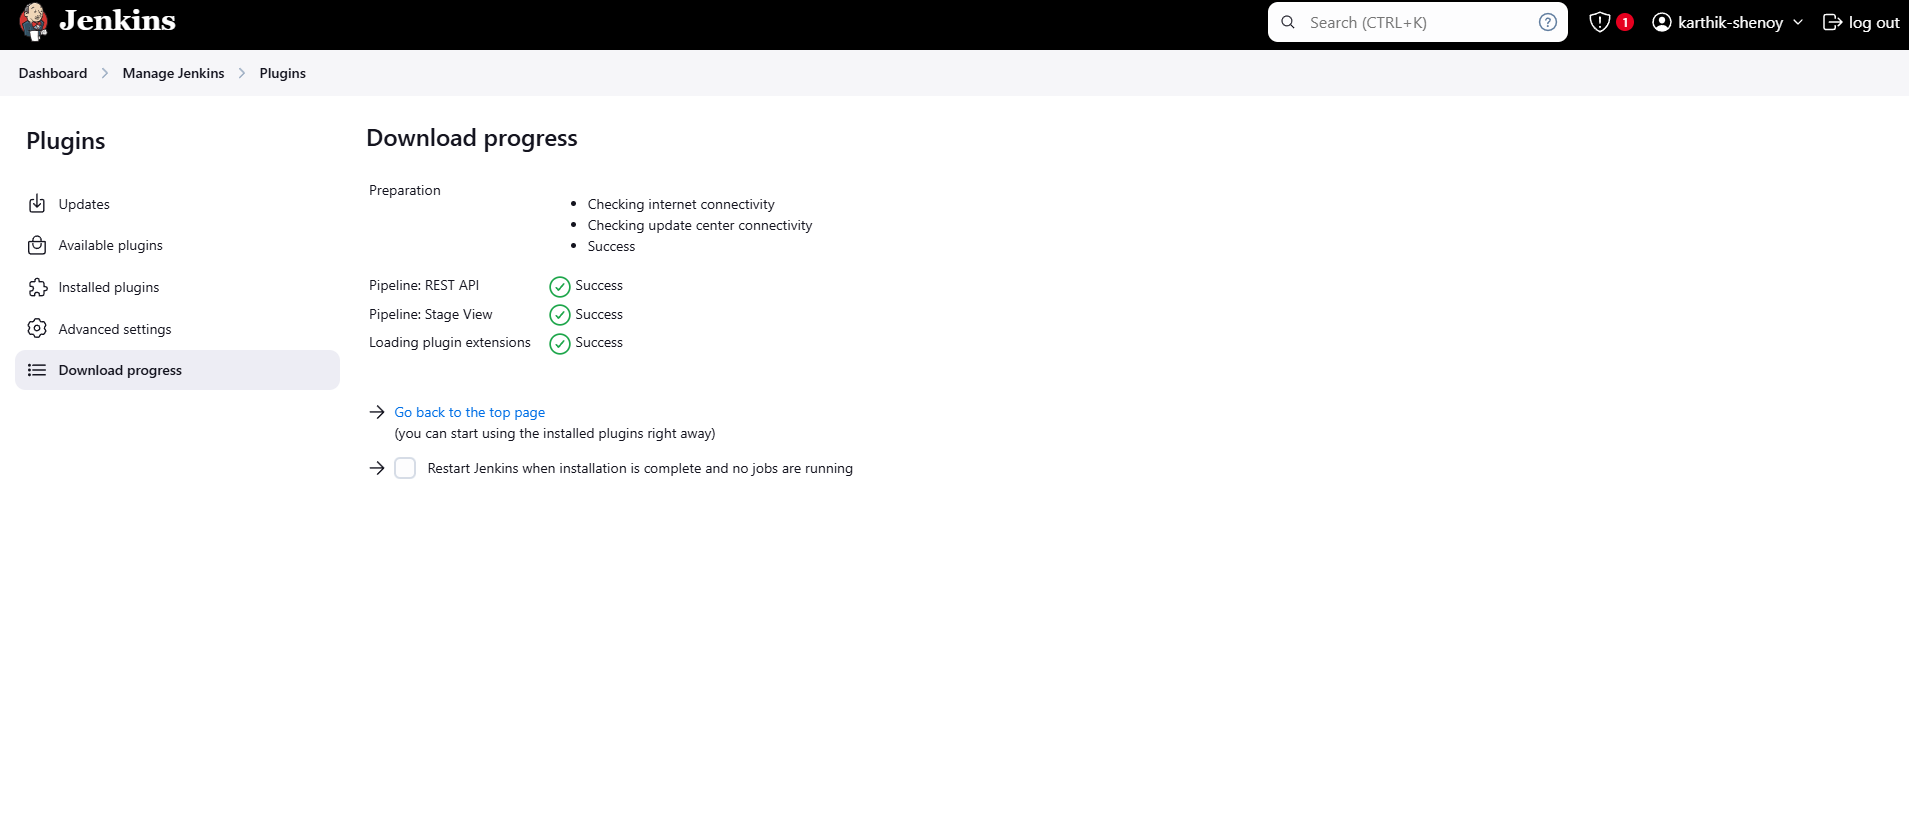 Jenkins
Search (CTRL+K)
1
karthik-shenoy
log out
Dashboard
Manage Jenkins
Plugins
Plugins
Updates
Available plugins
Installed plugins
Advanced settings
Download progress
Download progress
Preparation
Checking internet connectivity
Checking update center connectivity
Success
Pipeline: REST API Success
Pipeline: Stage View Success
Loading plugin extensions Success
Go back to the top page
(you can start using the installed plugins right away)
Restart Jenkins when installation is complete and no jobs are running